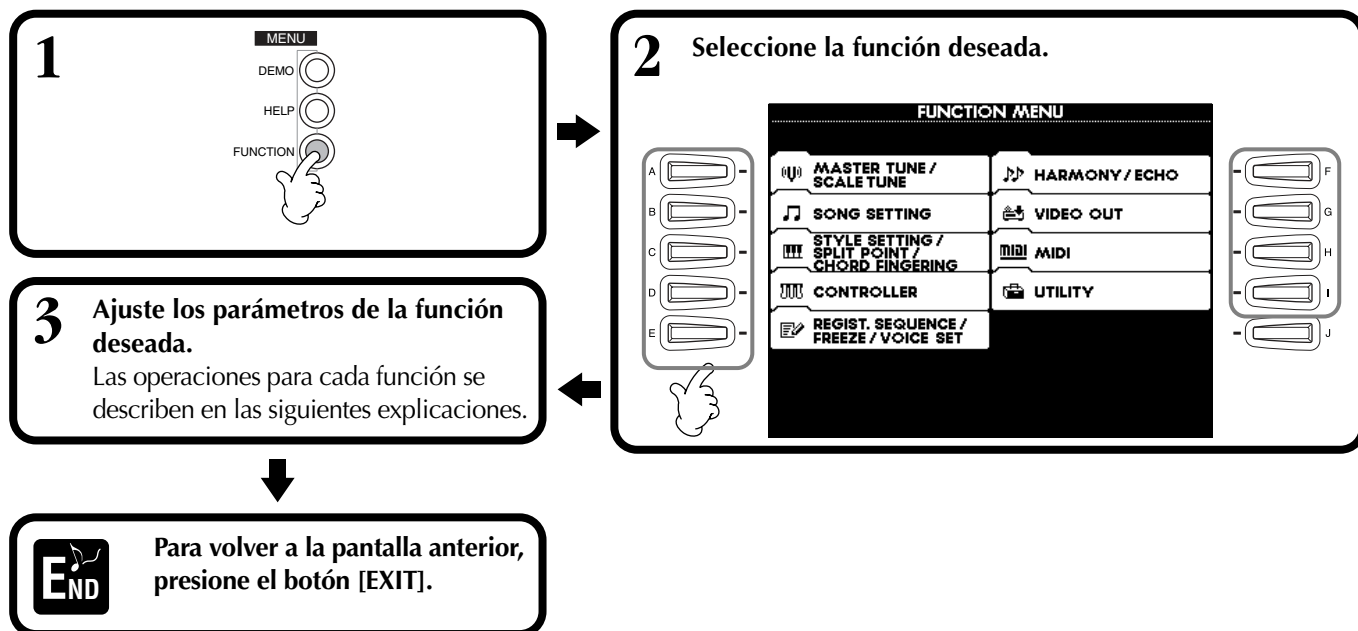 1
MENU
DEMO
HELP
FUNCTION
2 Seleccione la función deseada.
FUNCTION MENU
A
B
C
D
E
MASTER TUNE /
SCALE TUNE
SONG SETTING
STYLE SETTING /
SPLIT POINT /
CHORD FINGERING
CONTROLLER
REGIST. SEQUENCE /
FREEZE / VOICE SET
HARMONY / ECHO
VIDEO OUT
MIDI MIDI
UTILITY
F
G
H
I
J
3 Ajuste los parámetros de la función
deseada.
Las operaciones para cada función se
describen en las siguientes explicaciones.
END
Para volver a la pantalla anterior,
presione el botón [EXIT].